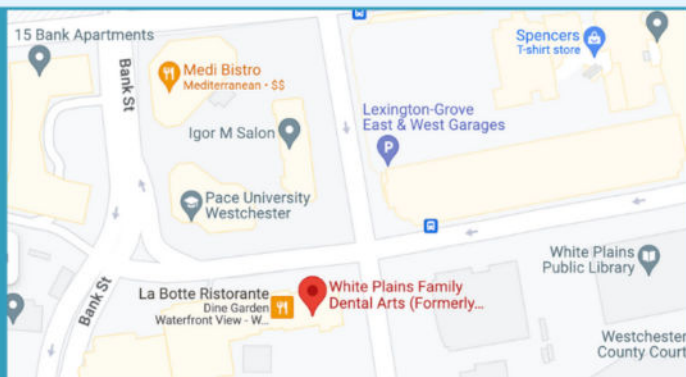 15 Bank Apartments
Bank St
Medi Bistro
Mediterranean • $$
Spencers
T-shirt store
Igor M Salon
Lexington-Grove
East & West Garages
P
Pace University
Westchester
White Plains
Public Library
La Botte Ristorante
Dine Garden
Waterfront View - W...
White Plains Family
Dental Arts (Formerly...
Bank St
Westchester
County Court